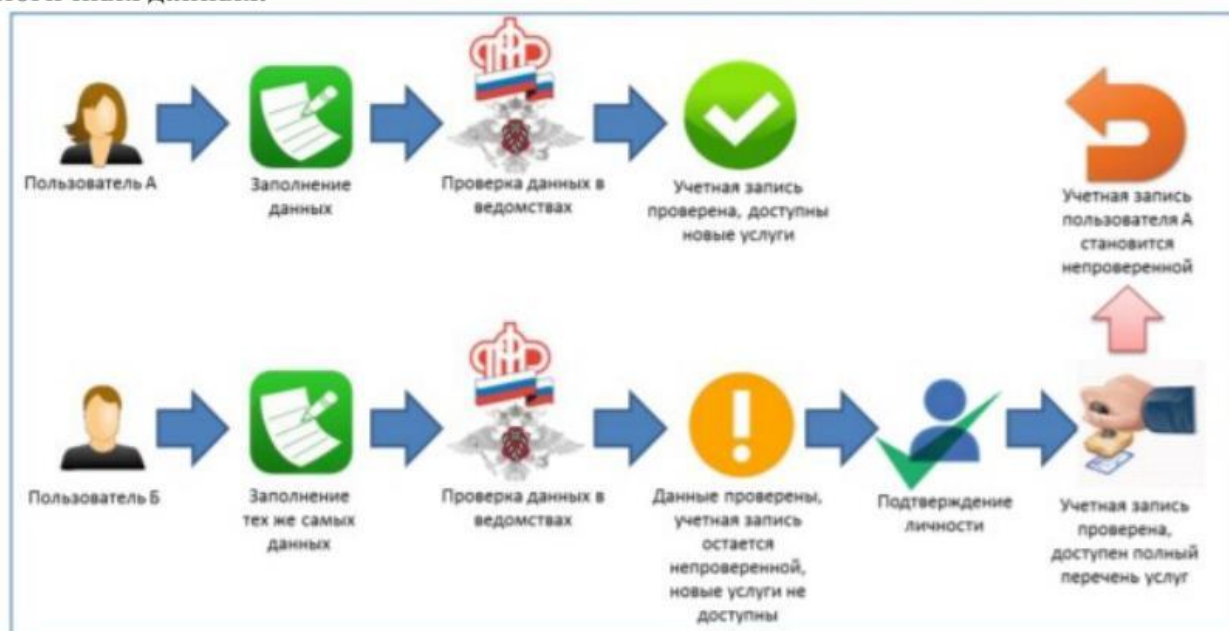 Пользователь А
Заполнение
данных
Проверка данных в
ведомствах
Учетная запись
проверена, доступны
новые услуги
Учетная запись
пользователя А
становится
непроверенной
Пользователь Б
Заполнение
тех же самых
данных
Проверка данных в
ведомствах
Данные проверены,
учетная запись
остается
непроверенной,
новые услуги не
доступны
Подтверждение
личности
Учетная запись
проверена,
доступен полный
перечень услуг